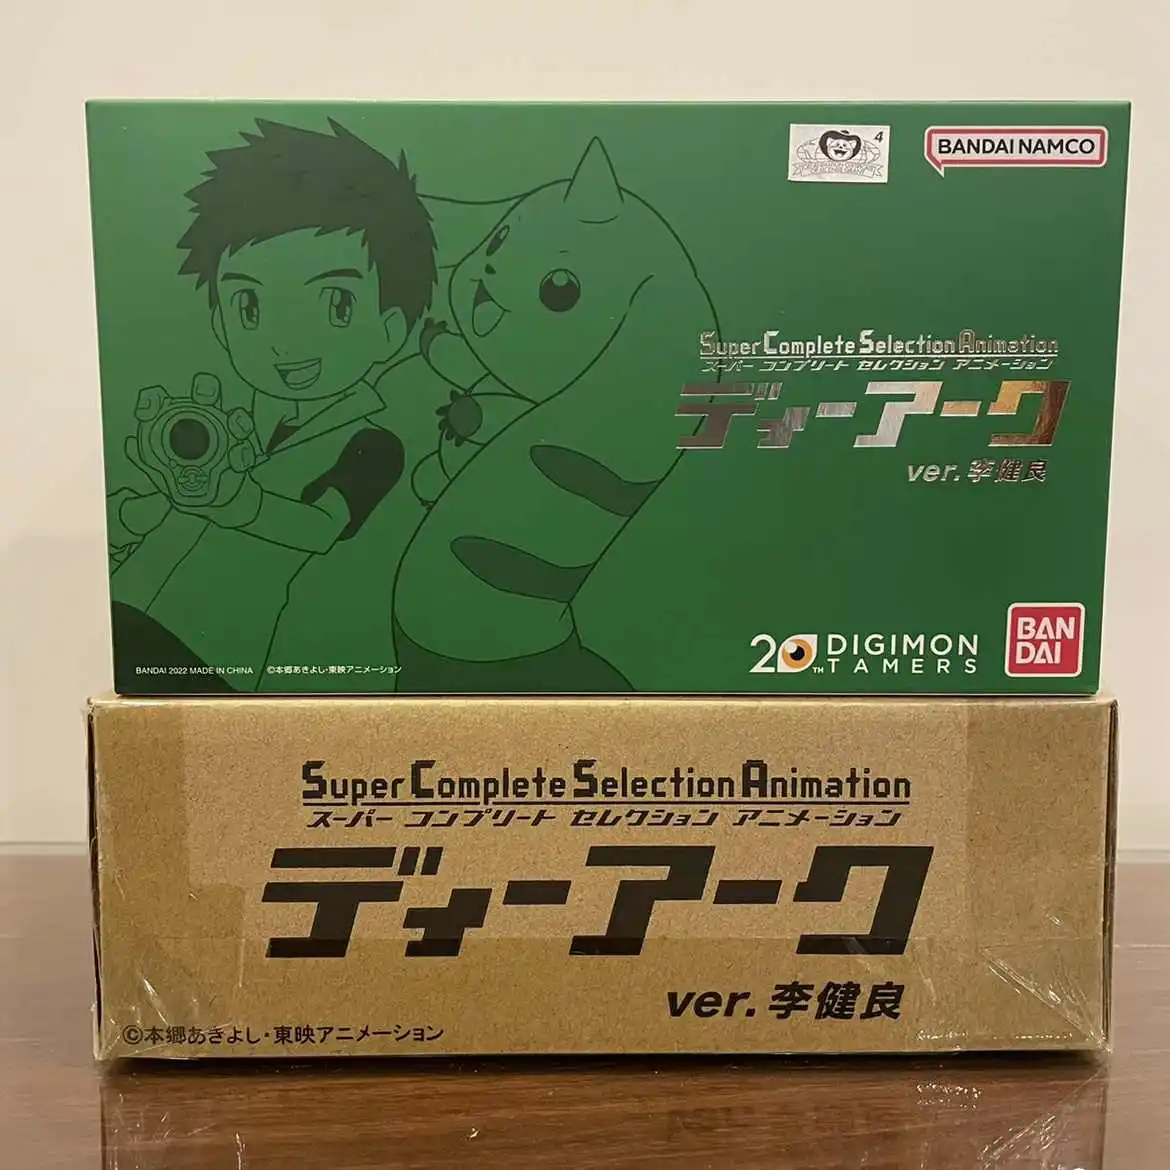 4
BANDAI NAMCO
Super Complete Selection Animation
スーパー コンプリート セレクション アニメーション
ディーアーク
ver. 李健良
BANDAI 2022 MADE IN CHINA ©本郷あきよし・東映アニメーション
20TH DIGIMON
TAMERS
BAN
DAI
Super Complete Selection Animation
スーパー コンプリート セレクション アニメーション
ディーアーク
ver. 李健良
©本郷あきよし・東映アニメーション